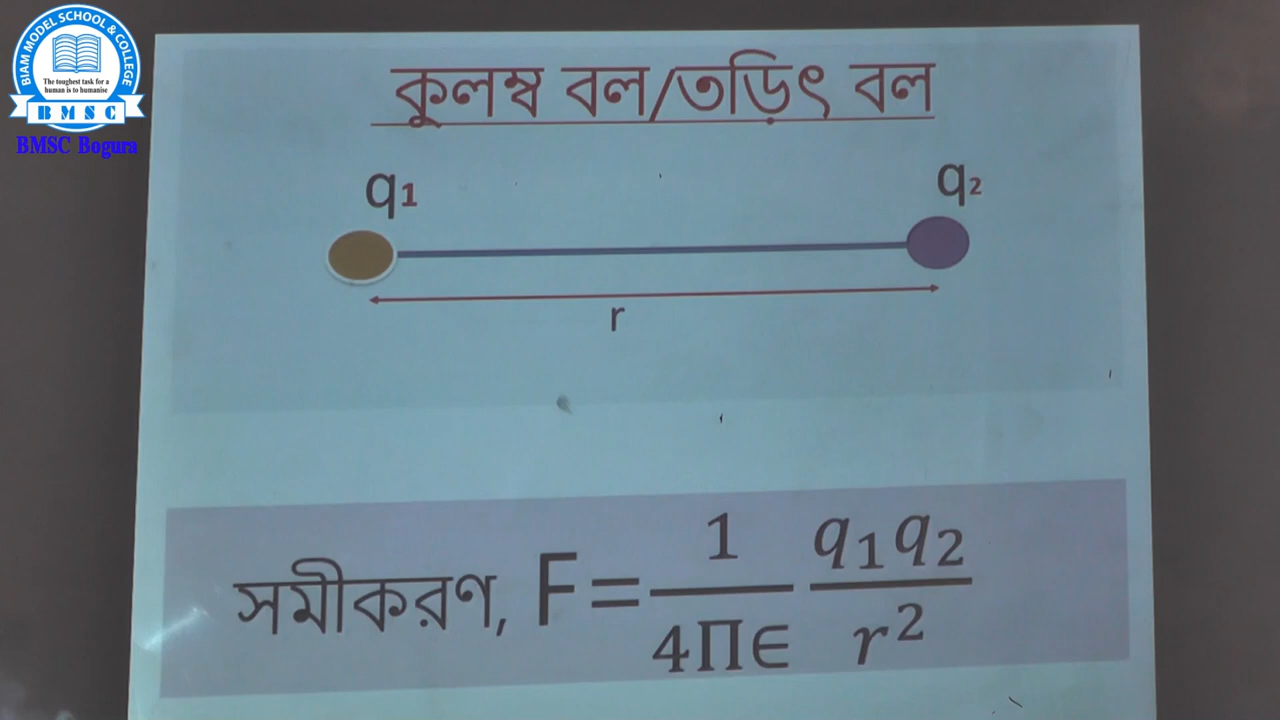 BIAM MODEL SCHOOL & COLLEGE
The toughest task for a
human is to humanise
B M S C
BMSC Bogura
কুলম্ব বল/তড়িৎ বল
q1
q2
r
সমীকরণ, F= 1/4Π∈ q1q2/r2